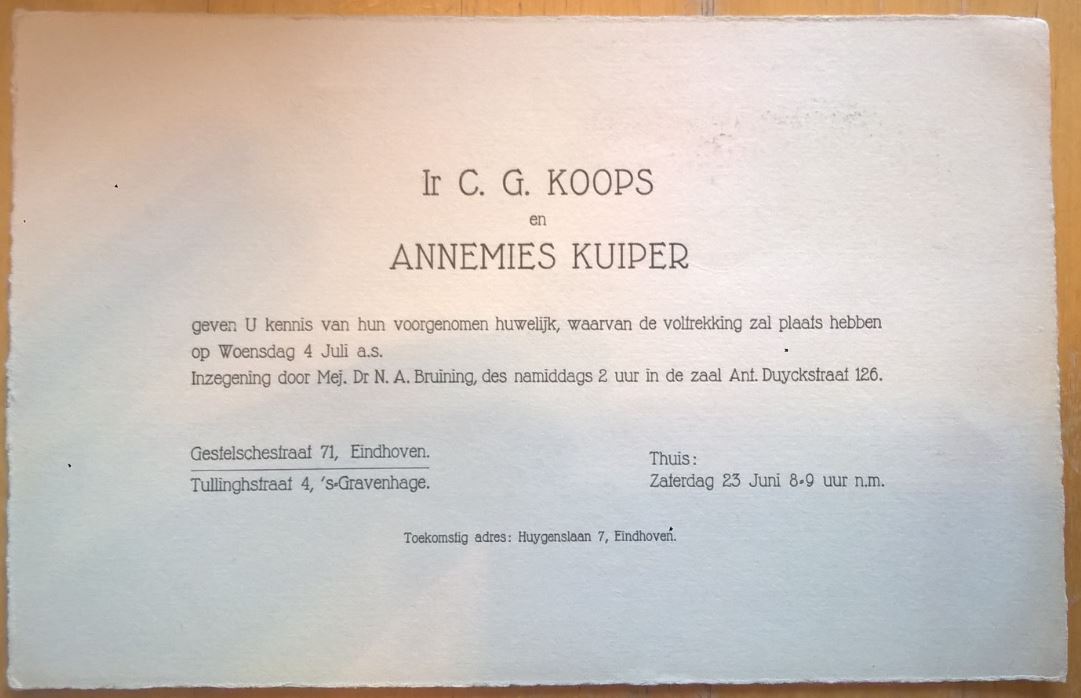 Ir C. G. KOOPS
en
ANNEMIES KUIPER
geven U kennis van hun voorgenomen huwelijk, waarvan de voltrekking zal plaats hebben
op Woensdag 4 Juli a.s.
Inzegening door Mej. Dr N. A. Bruining, des namiddags 2 uur in de zaal Ant. Duyckstraat 126.
Gestelschestraat 71, Eindhoven.
Tullinghstraat 4, 's-Gravenhage.
Thuis:
Zaterdag 23 Juni 8-9 uur n.m.
Toekomstig adres: Huygenslaan 7, Eindhoven.